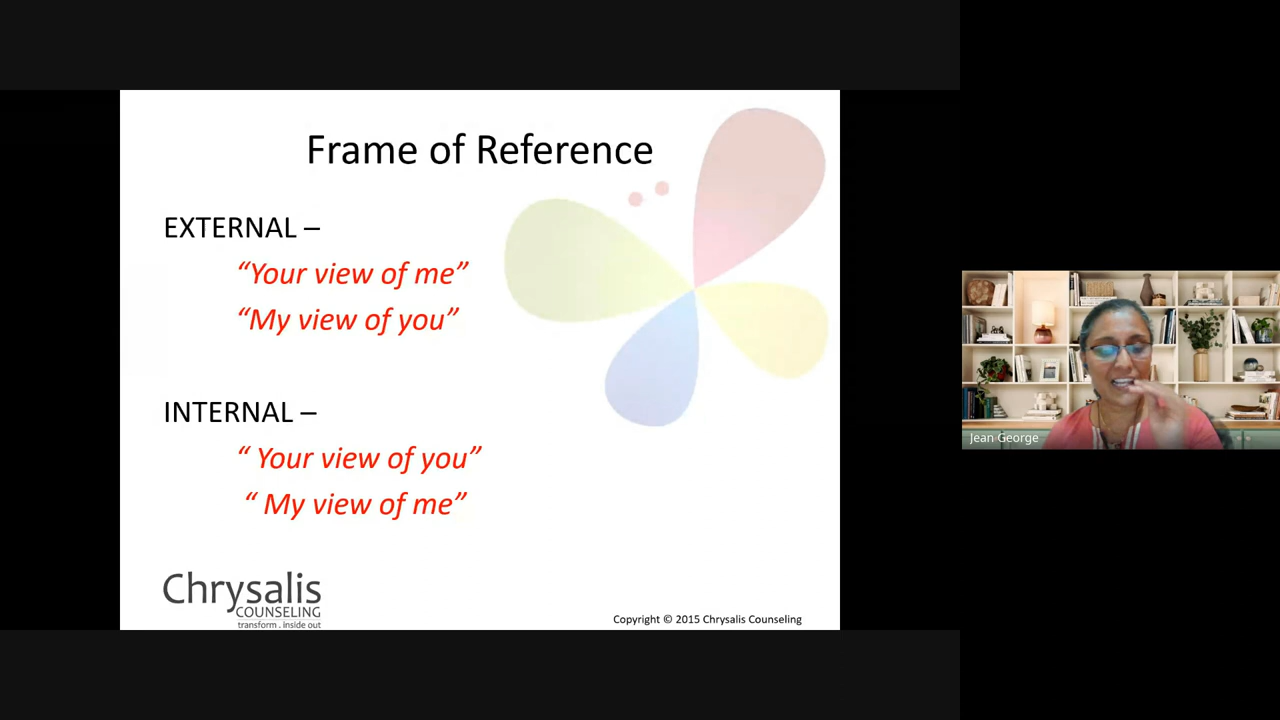 Frame of Reference
EXTERNAL –
“Your view of me”
“My view of you”
INTERNAL –
“ Your view of you”
“ My view of me”
Chrysalis
COUNSELING
transform . inside out
Copyright © 2015 Chrysalis Counseling
Jean George